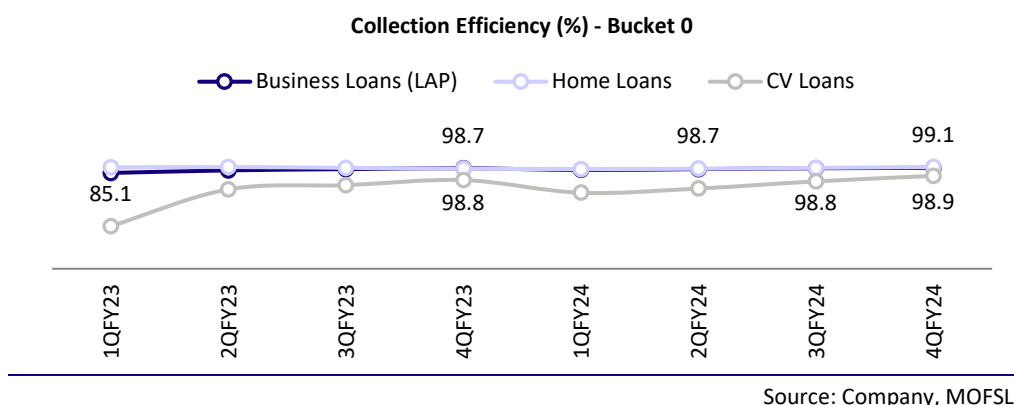 Collection Efficiency (%) - Bucket 0
Business Loans (LAP) Home Loans CV Loans
98.7 98.7 99.1
85.1 98.8 98.8 98.9
1QFY23 2QFY23 3QFY23 4QFY23 1QFY24 2QFY24 3QFY24 4QFY24
Source: Company, MOFSL